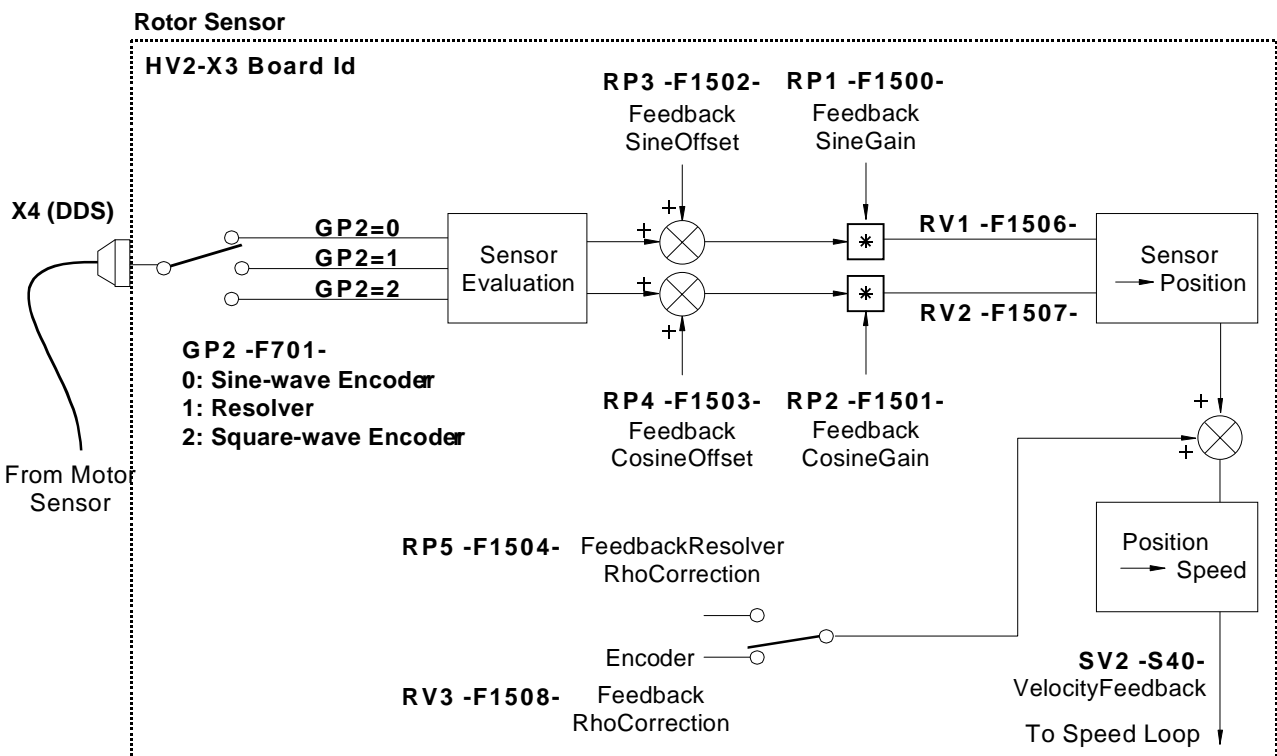 Rotor Sensor
HV2-X3 Board Id
RP3 -F1502-
Feedback
SineOffset
RP1 -F1500-
Feedback
SineGain
X4 (DDS)
GP2=0
GP2=1
GP2=2
Sensor
Evaluation
+
+
+
+
*
*
RV1 -F1506-
RV2 -F1507-
Sensor
Position
GP2 -F701-
0: Sine-wave Encoder
1: Resolver
2: Square-wave Encoder
RP4 -F1503-
Feedback
CosineOffset
RP2 -F1501-
Feedback
CosineGain
From Motor
Sensor
+
+
RP5 -F1504- FeedbackResolver
RhoCorrection
Position
Speed
Encoder
RV3 -F1508- Feedback
RhoCorrection
SV2 -S40-
VelocityFeedback
To Speed Loop